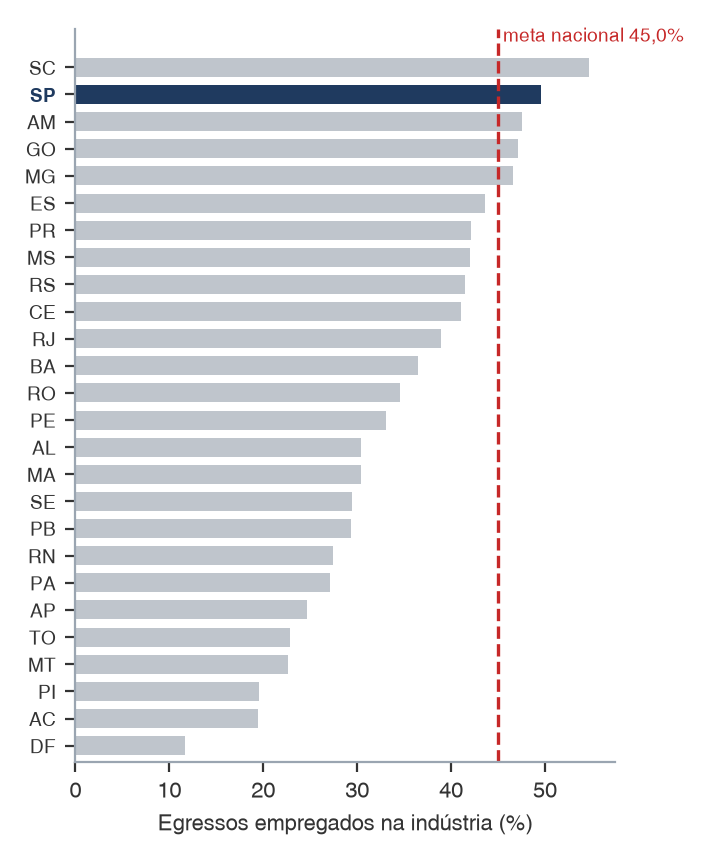 meta nacional 45,0%
SC
SP
AM
GO
MG
ES
PR
MS
RS
CE
RJ
BA
RO
PE
AL
MA
SE
PB
RN
PA
AP
TO
MT
PI
AC
DF
0 10 20 30 40 50
Egressos empregados na indústria (%)